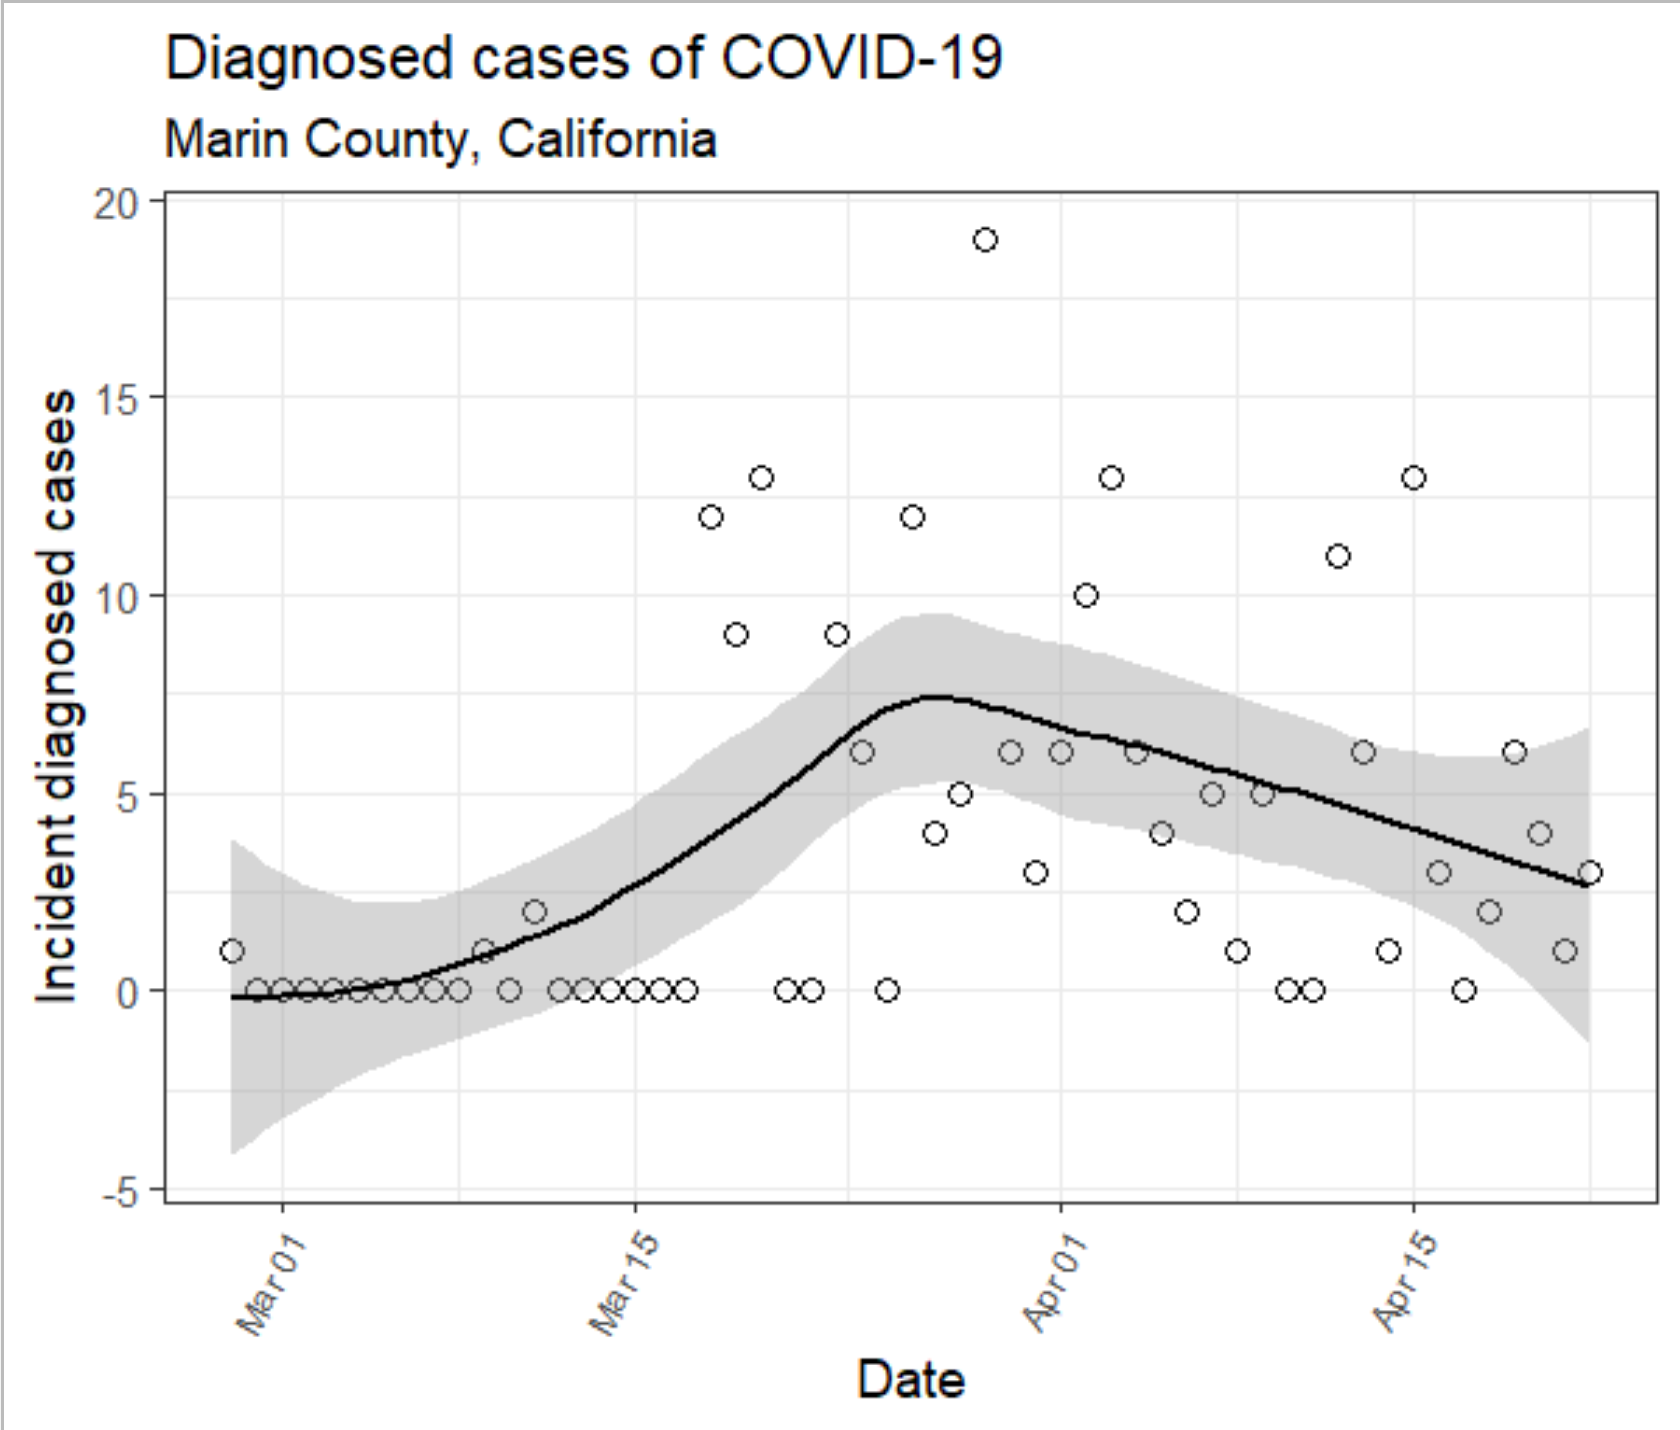 Diagnosed cases of COVID-19
Marin County, California
Incident diagnosed cases
20
15
10
5
0
-5
Mar 01
Mar 15
Apr 01
Apr 15
Date